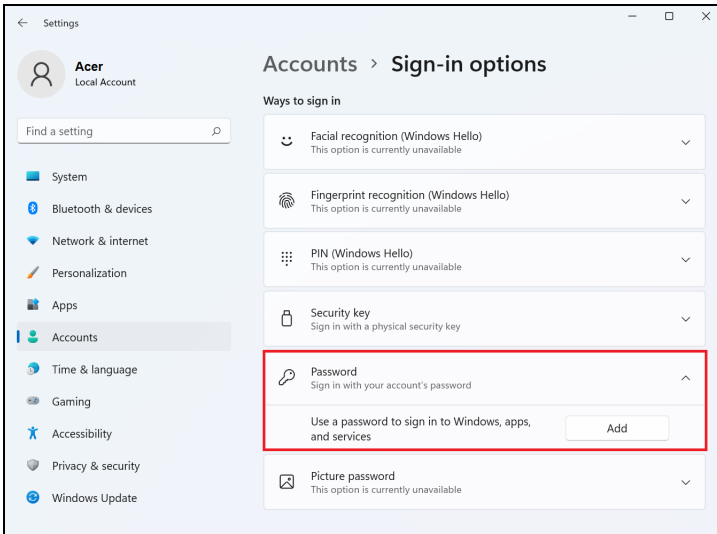 Settings
Acer
Local Account
Find a setting
System
Bluetooth & devices
Network & internet
Personalization
Apps
Accounts
Time & language
Gaming
Accessibility
Privacy & security
Windows Update
Accounts > Sign-in options
Ways to sign in
Facial recognition (Windows Hello)
This option is currently unavailable
Fingerprint recognition (Windows Hello)
This option is currently unavailable
PIN (Windows Hello)
This option is currently unavailable
Security key
Sign in with a physical security key
Password
Sign in with your account's password
Use a password to sign in to Windows, apps,
and services
Add
Picture password
This option is currently unavailable